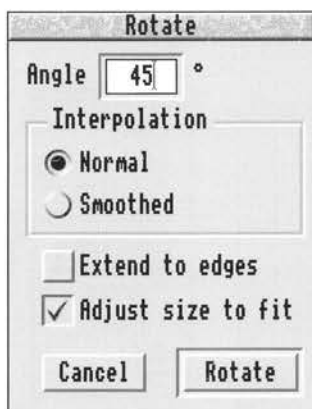 Rotate
Angle 45 °
Interpolation
Normal
Smoothed
Extend to edges
Adjust size to fit
Cancel Rotate